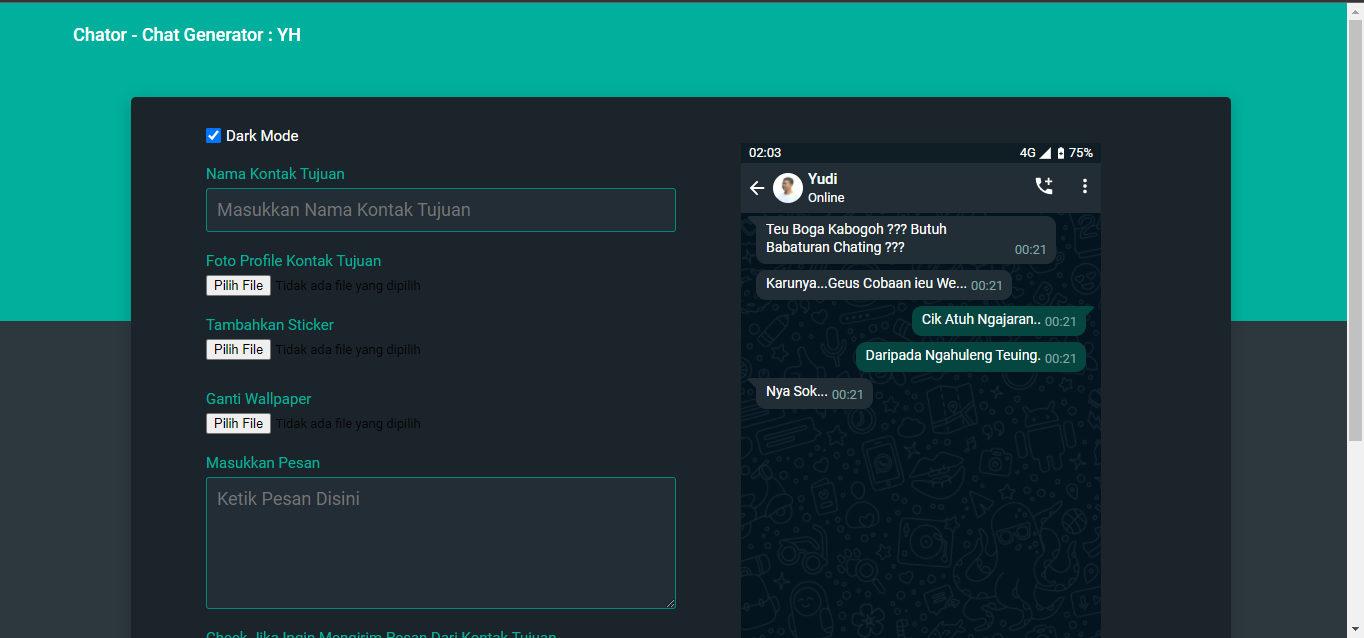 Chator - Chat Generator : YH
Dark Mode
Nama Kontak Tujuan
Masukkan Nama Kontak Tujuan
Foto Profile Kontak Tujuan
Pilih File Tidak ada file yang dipilih
Tambahkan Sticker
Pilih File Tidak ada file yang dipilih
Ganti Wallpaper
Pilih File Tidak ada file yang dipilih
Masukkan Pesan
Ketik Pesan Disini
Check Jika Ingin Mengirim Pesan Dari Kontak Tujuan
02:03 4G 75%
Yudi
Online
Teu Boga Kabogoh ??? Butuh
Babaturan Chating ??? 00:21
Karunya...Geus Cobaan ieu We... 00:21
Cik Atuh Ngajaran.. 00:21
Daripada Ngahuleng Teuing. 00:21
Nya Sok... 00:21